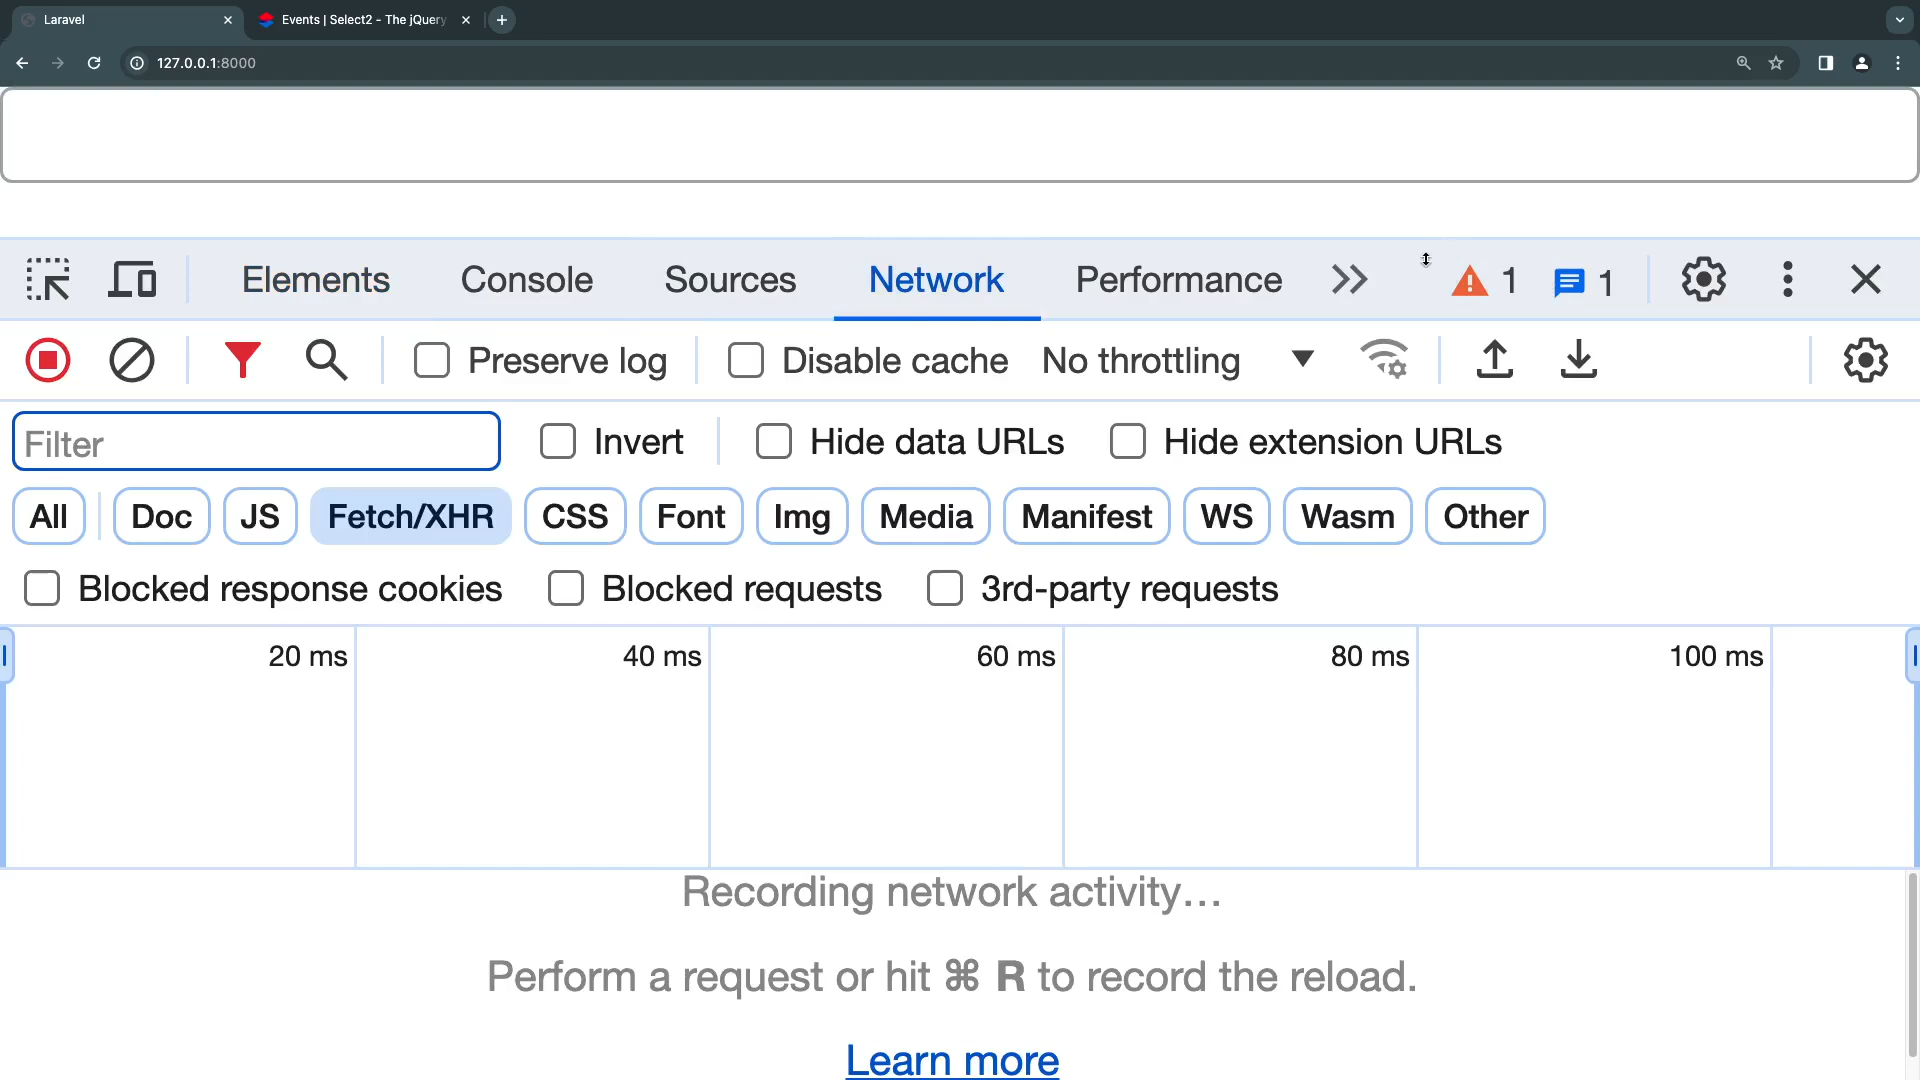 Laravel
Events | Select2 - The jQuery
127.0.0.1:8000
Elements Console Sources Network Performance 1 1
Preserve log Disable cache No throttling
Filter Invert Hide data URLs Hide extension URLs
All Doc JS Fetch/XHR CSS Font Img Media Manifest WS Wasm Other
Blocked response cookies Blocked requests 3rd-party requests
20 ms 40 ms 60 ms 80 ms 100 ms
Recording network activity…
Perform a request or hit ⌘ R to record the reload.
Learn more